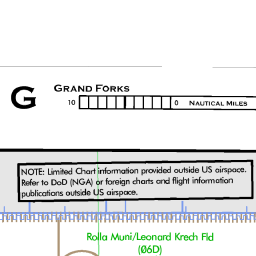 G
GRAND FORKS
10 0 NAUTICAL MILES
NOTE: Limited Chart information provided outside US airspace.
Refer to DoD (NGA) or foreign charts and flight information
publications outside US airspace.
Rolla Muni/Leonard Krech Fld
(06D)